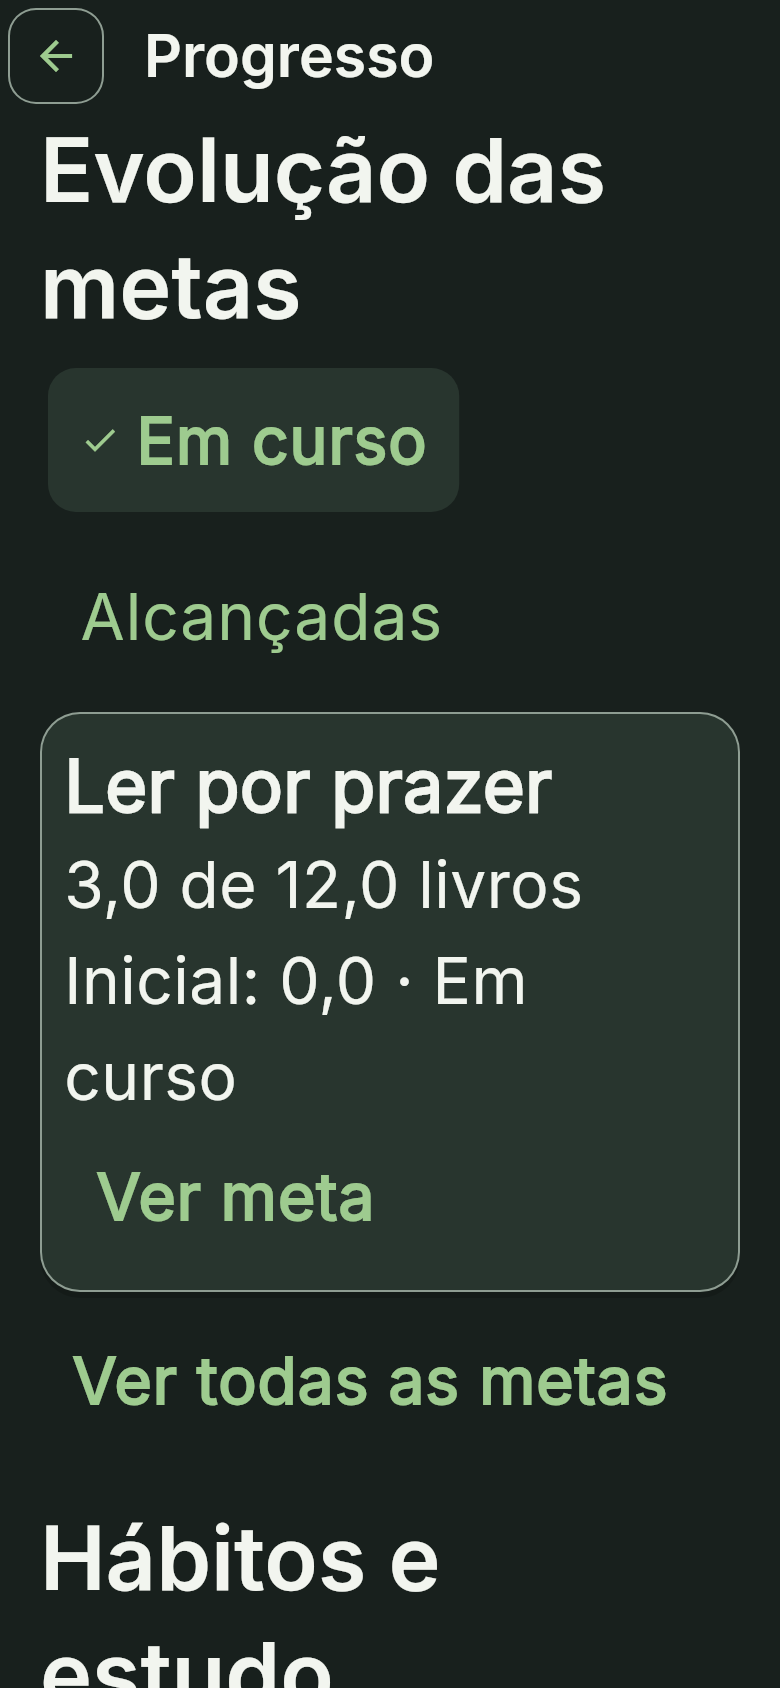 Progresso
Evolução das
metas
Em curso
Alcançadas
Ler por prazer
3,0 de 12,0 livros
Inicial: 0,0 · Em
curso
Ver meta
Ver todas as metas
Hábitos e
estudo